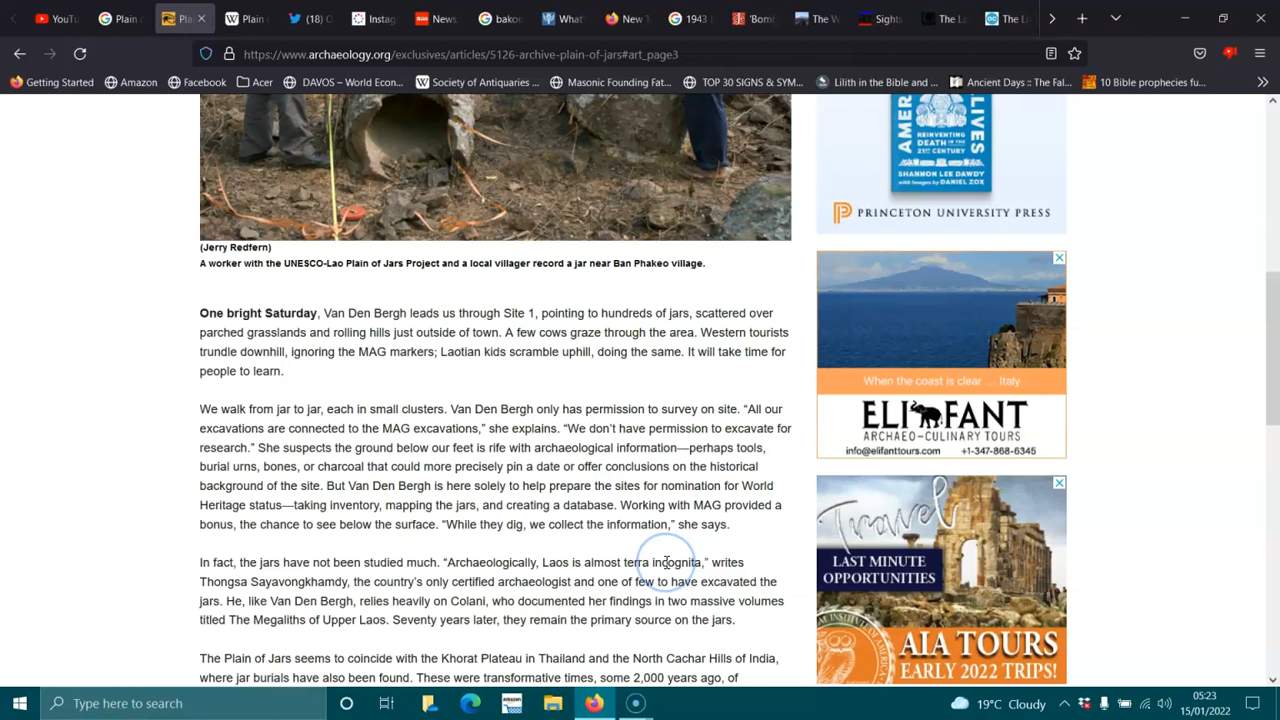 YouTu
Plain o
Plai
Plain o
(18) O
Instag
News.
bakoe
What'
New T
1943 I
'Bomb
The W
Sights
The La
The Lit
https://www.archaeology.org/exclusives/articles/5126-archive-plain-of-jars#art_page3
Getting Started
Amazon
Facebook
Acer
DAVOS – World Econ...
Society of Antiquaries ...
Masonic Founding Fat...
TOP 30 SIGNS & SYM...
Lilith in the Bible and ...
Ancient Days :: The Fal...
10 Bible prophecies fu...
(Jerry Redfern)
A worker with the UNESCO-Lao Plain of Jars Project and a local villager record a jar near Ban Phakeo village.
One bright Saturday, Van Den Bergh leads us through Site 1, pointing to hundreds of jars, scattered over
parched grasslands and rolling hills just outside of town. A few cows graze through the area. Western tourists
trundle downhill, ignoring the MAG markers; Laotian kids scramble uphill, doing the same. It will take time for
people to learn.
We walk from jar to jar, each in small clusters. Van Den Bergh only has permission to survey on site. “All our
excavations are connected to the MAG excavations,” she explains. “We don’t have permission to excavate for
research.” She suspects the ground below our feet is rife with archaeological information—perhaps tools,
burial urns, bones, or charcoal that could more precisely pin a date or offer conclusions on the historical
background of the site. But Van Den Bergh is here solely to help prepare the sites for nomination for World
Heritage status—taking inventory, mapping the jars, and creating a database. Working with MAG provided a
bonus, the chance to see below the surface. “While they dig, we collect the information,” she says.
In fact, the jars have not been studied much. “Archaeologically, Laos is almost terra incognita,” writes
Thongsa Sayavongkhamdy, the country’s only certified archaeologist and one of few to have excavated the
jars. He, like Van Den Bergh, relies heavily on Colani, who documented her findings in two massive volumes
titled The Megaliths of Upper Laos. Seventy years later, they remain the primary source on the jars.
The Plain of Jars seems to coincide with the Khorat Plateau in Thailand and the North Cachar Hills of India,
where jar burials have also been found. These were transformative times, some 2,000 years ago, of
AMER
LIVES
REINVENTING
DEATH IN THE
21ST CENTURY
SHANNON LEE DAWDY
WITH IMAGES BY DANIEL ZOX
PRINCETON UNIVERSITY PRESS
When the coast is clear ... Italy
ELIFANT
ARCHAEO-CULINARY TOURS
info@elifanttours.com
+1-347-868-6345
Travel
LAST MINUTE
OPPORTUNITIES
AIA TOURS
EARLY 2022 TRIPS!
Type here to search
amazon
19°C Cloudy
05:23
15/01/2022